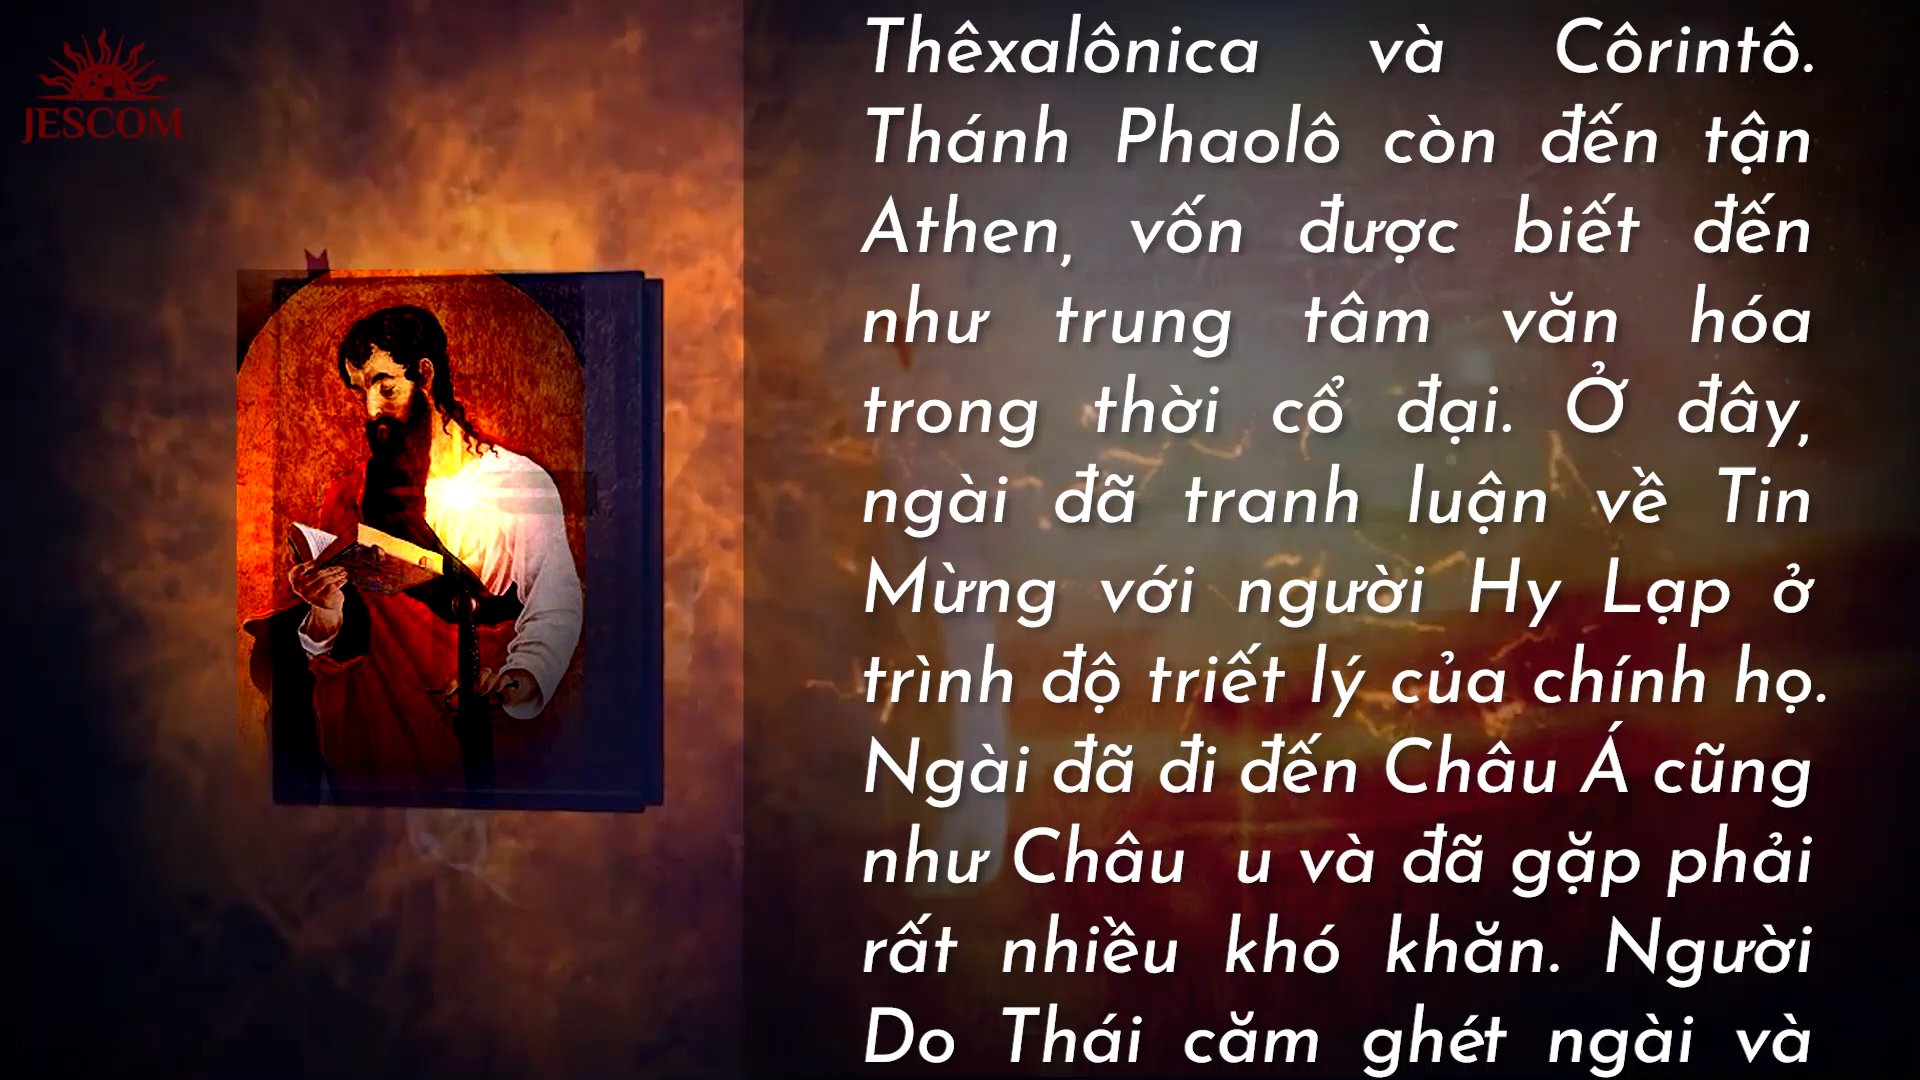 JESCOM
Thêxalônica và Côrintô.
Thánh Phaolô còn đến tận
Athen, vốn được biết đến
như trung tâm văn hóa
trong thời cổ đại. Ở đây,
ngài đã tranh luận về Tin
Mừng với người Hy Lạp ở
trình độ triết lý của chính họ.
Ngài đã đi đến Châu Á cũng
như Châu u và đã gặp phải
rất nhiều khó khăn. Người
Do Thái căm ghét ngài và